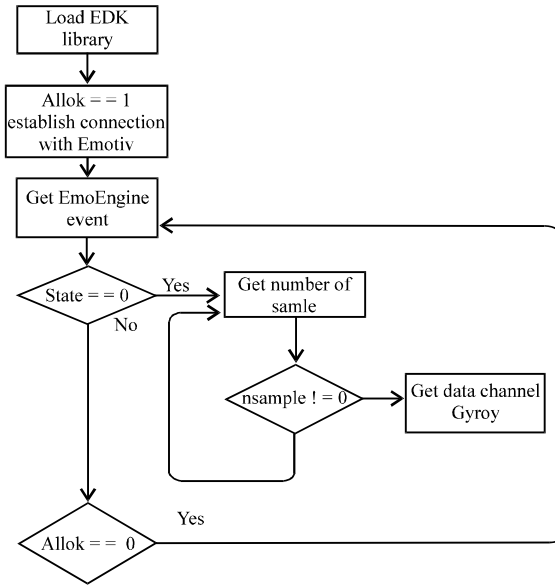 Load EDK
library
Allok = = 1
establish connection
with Emotiv
Get EmoEngine
event
State = = 0
Yes
No
Get number of
samle
nsample ! = 0
Get data channel
Gyroy
Yes
Allok = = 0